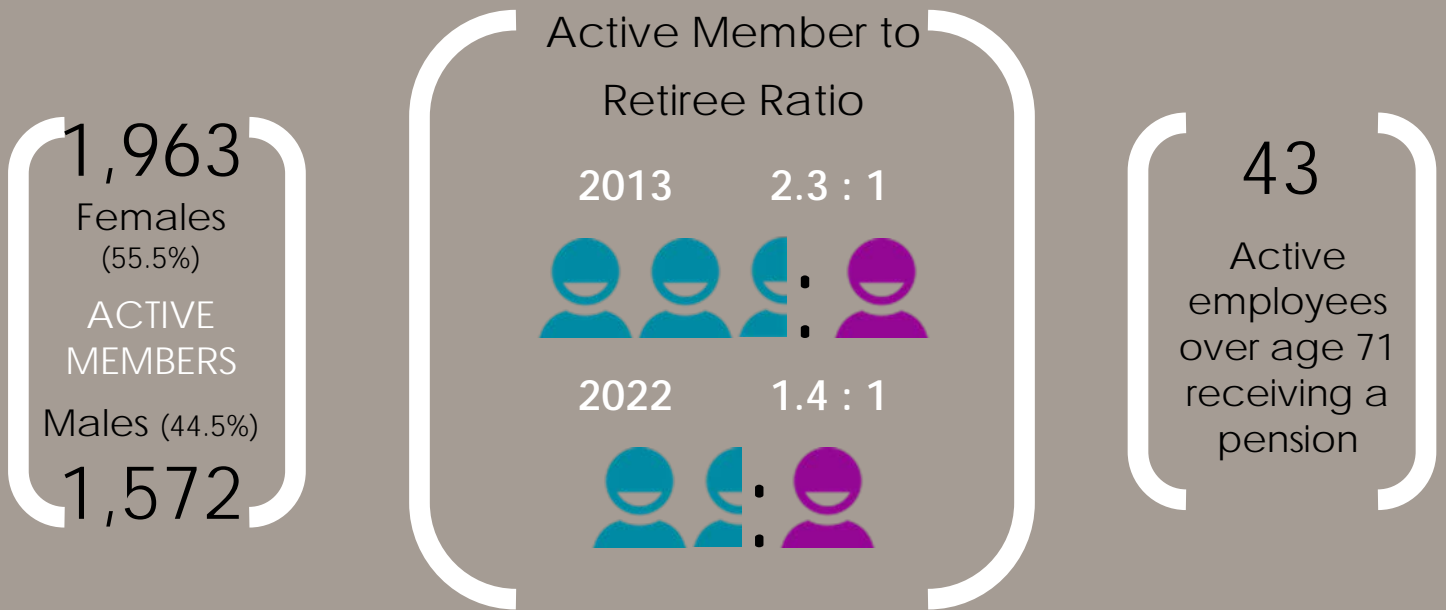 1,963
Females
(55.5%)
ACTIVE
MEMBERS
Males (44.5%)
1,572
Active Member to
Retiree Ratio
2013 2.3 : 1
:
2022 1.4 : 1
:
43
Active
employees
over age 71
receiving a
pension